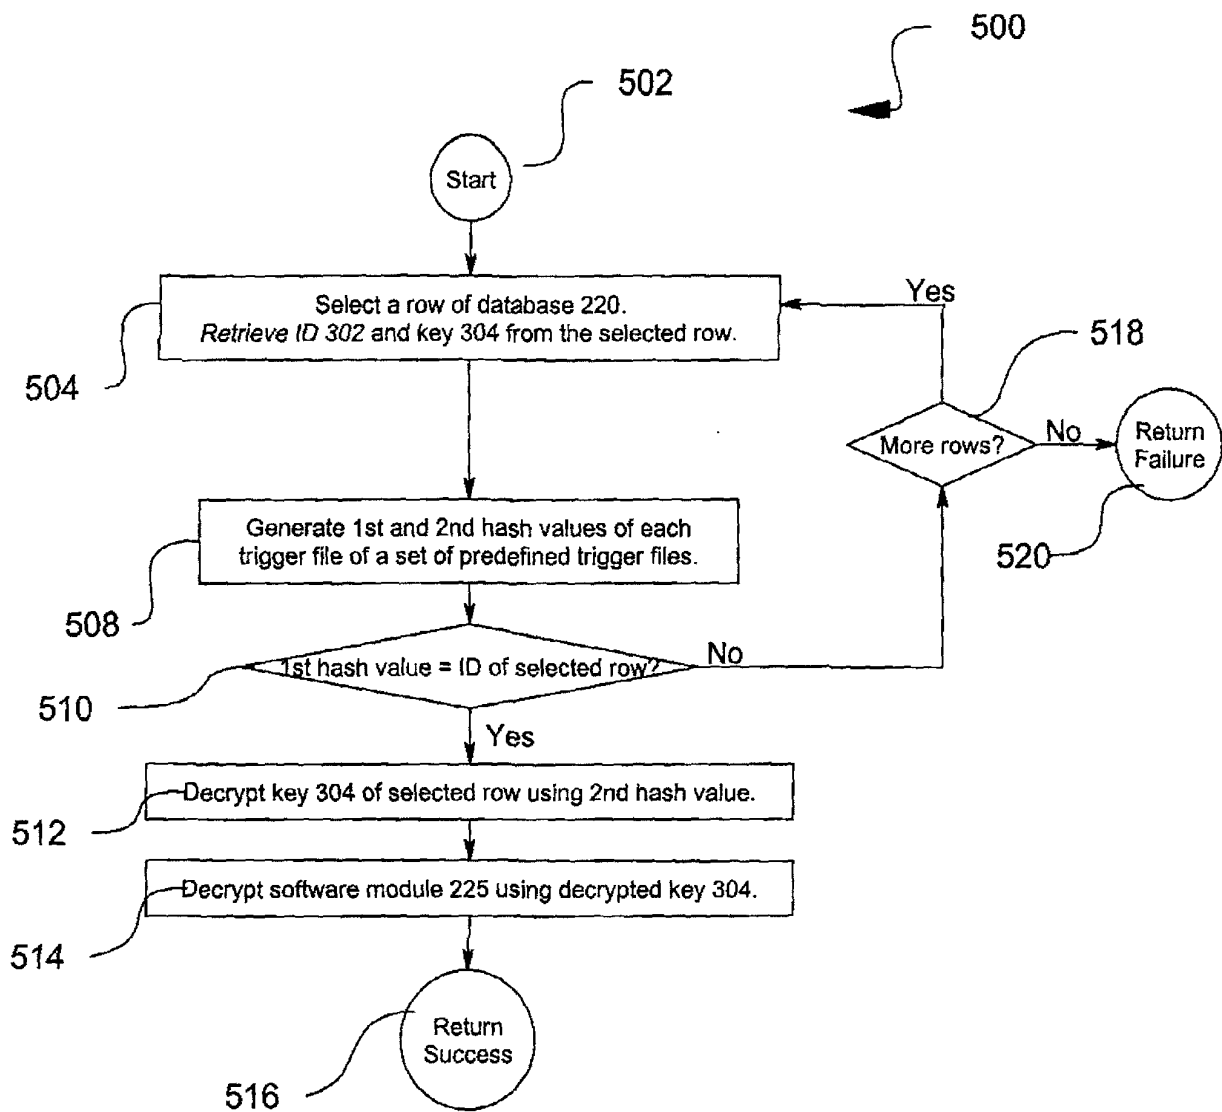 500
502
Start
Select a row of database 220.
Retrieve ID 302 and key 304 from the selected row.
504
Yes
518
More rows?
No
Return
Failure
520
Generate 1st and 2nd hash values of each
trigger file of a set of predefined trigger files.
508
1st hash value = ID of selected row?
No
510
Yes
Decrypt key 304 of selected row using 2nd hash value.
512
Decrypt software module 225 using decrypted key 304.
514
Return
Success
516